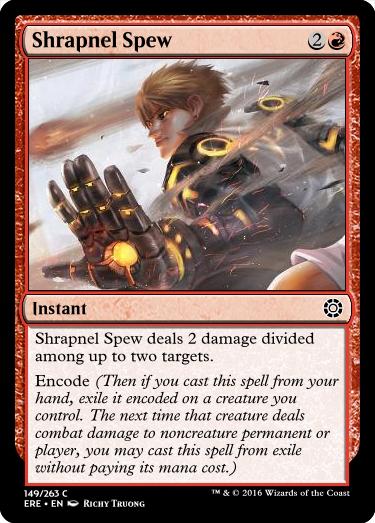 Shrapnel Spew 2
Instant
Shrapnel Spew deals 2 damage divided
among up to two targets.
Encode (Then if you cast this spell from your
hand, exile it encoded on a creature you
control. The next time that creature deals
combat damage to noncreature permanent or
player, you may cast this spell from exile
without paying its mana cost.)
149/263 C
ERE • EN Richy Truong
™ & © 2016 Wizards of the Coast